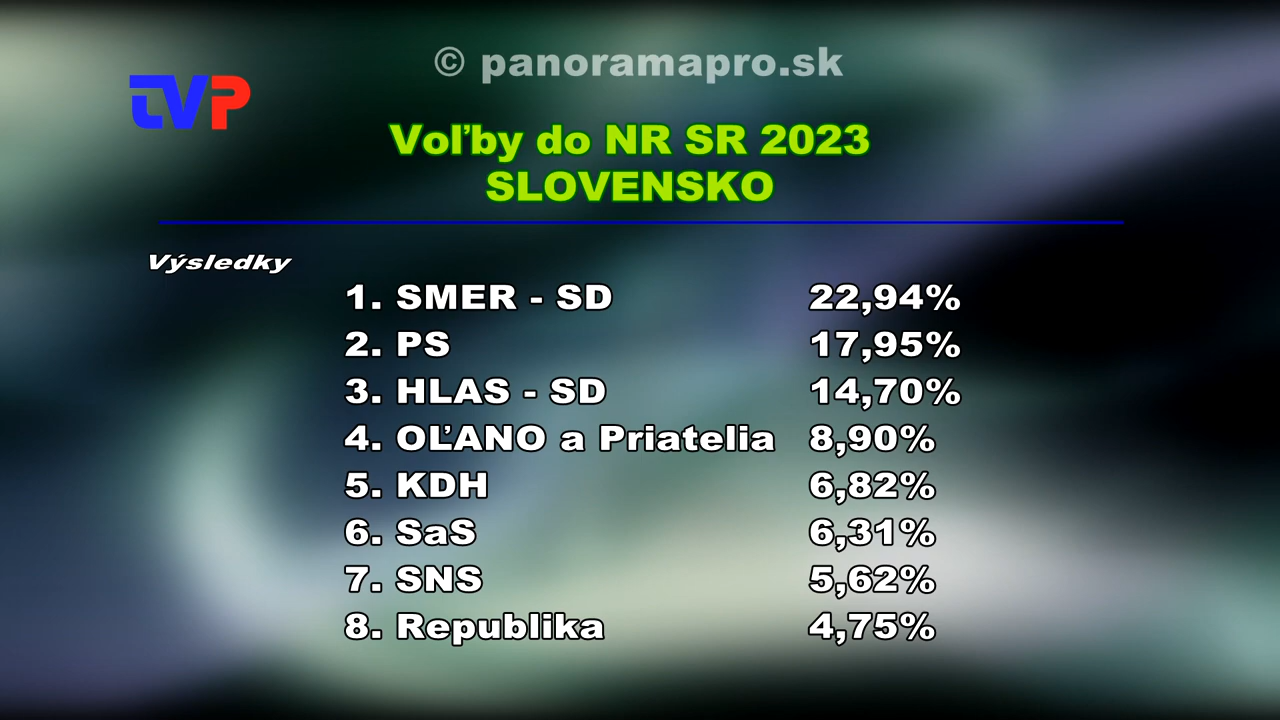 © panoramapro.sk
TVP
Voľby do NR SR 2023
SLOVENSKO
Výsledky
1. SMER - SD 22,94%
2. PS 17,95%
3. HLAS - SD 14,70%
4. OĽANO a Priatelia 8,90%
5. KDH 6,82%
6. SaS 6,31%
7. SNS 5,62%
8. Republika 4,75%